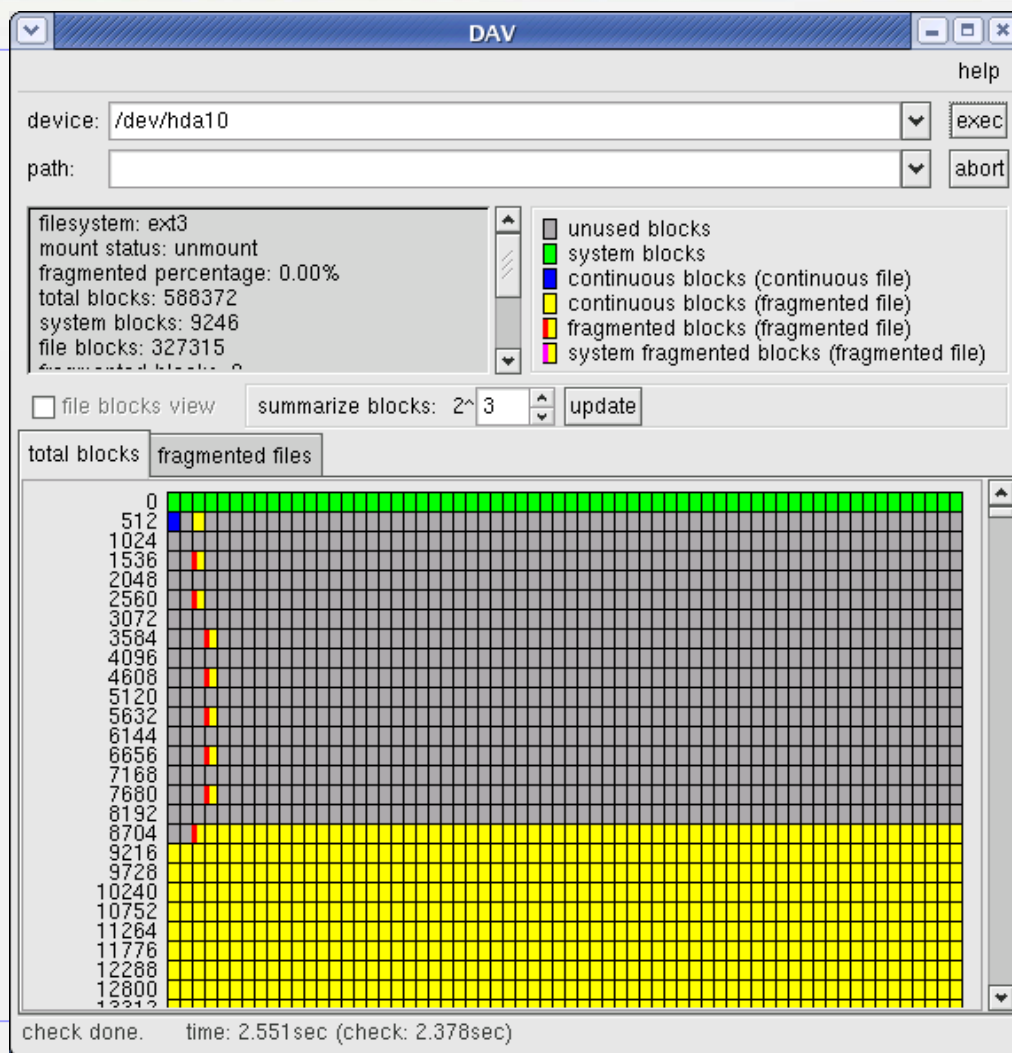 DAV
help
device: /dev/hda10 exec
path: abort
filesystem: ext3
mount status: unmount
fragmented percentage: 0.00%
total blocks: 588372
system blocks: 9246
file blocks: 327315
unused blocks
system blocks
continuous blocks (continuous file)
continuous blocks (fragmented file)
fragmented blocks (fragmented file)
system fragmented blocks (fragmented file)
file blocks view summarize blocks: 2^ 3 update
total blocks fragmented files
0
512
1024
1536
2048
2560
3072
3584
4096
4608
5120
5632
6144
6656
7168
7680
8192
8704
9216
9728
10240
10752
11264
11776
12288
12800
check done. time: 2.551sec (check: 2.378sec)